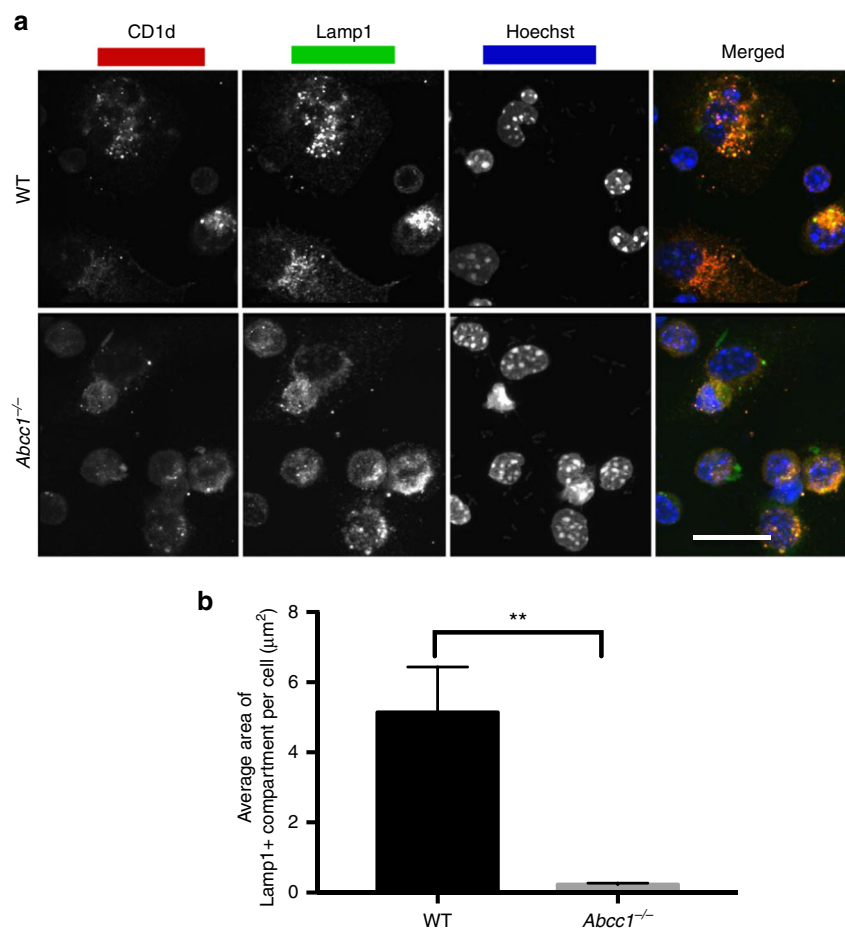 a
CD1d
Lamp1
Hoechst
Merged
WT
Abcc1−/−
b
Average area of
Lamp1+ compartment per cell (μm2)
8
6
4
2
0
**
WT
Abcc1−/−